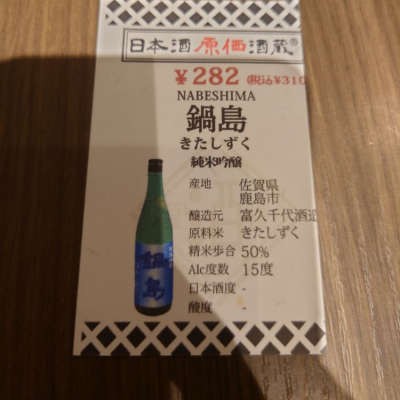 日本酒原価酒蔵®
¥282 (税込¥310
NABESHIMA
鍋島
きたしずく
純米吟醸
産地 佐賀県
鹿島市
醸造元 富久千代酒造
原料米 きたしずく
精米歩合 50%
Alc度数 15度
日本酒度 -
酸度 -
鍋島